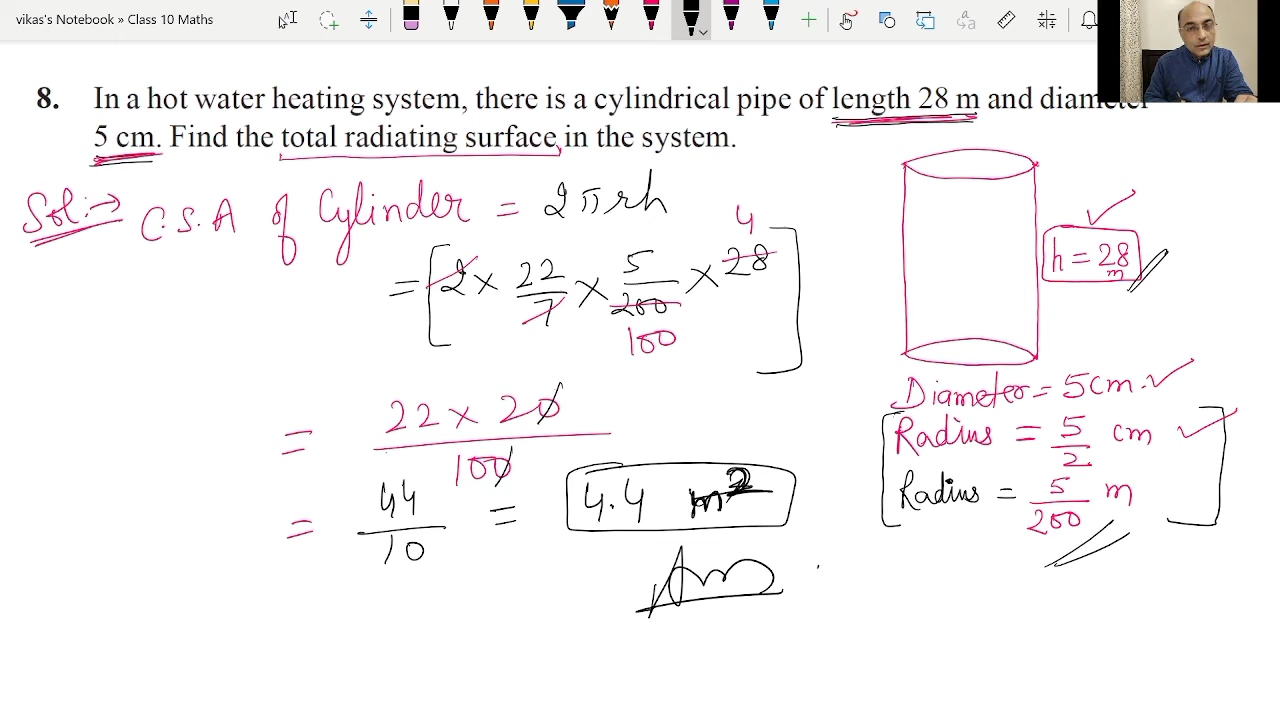 vikas's Notebook » Class 10 Maths
8. In a hot water heating system, there is a cylindrical pipe of length 28 m and diameter
5 cm. Find the total radiating surface in the system.
Sol:→ C.S.A of Cylinder = 2πrh
= [2 × 22/7 × 5/200 × 28]
4
100
= 22 × 20/100
= 44/10 = 4.4 m²
Ans
h = 28 m
Diameter = 5 cm.
Radius = 5/2 cm
Radius = 5/200 m